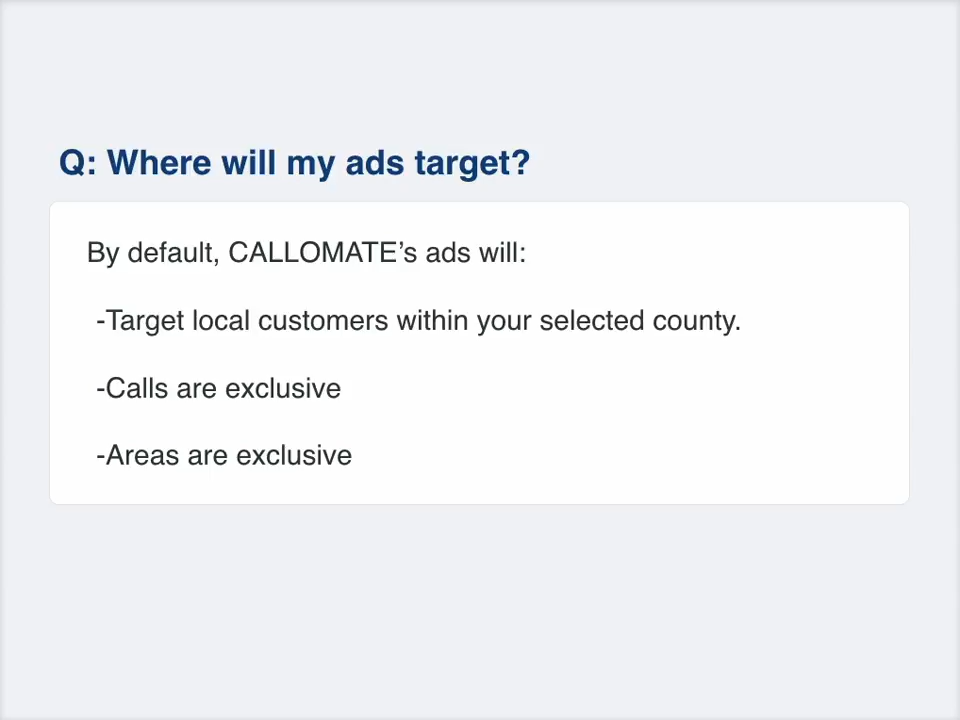 Q: Where will my ads target?
By default, CALLOMATE’s ads will:
-Target local customers within your selected county.
-Calls are exclusive
-Areas are exclusive